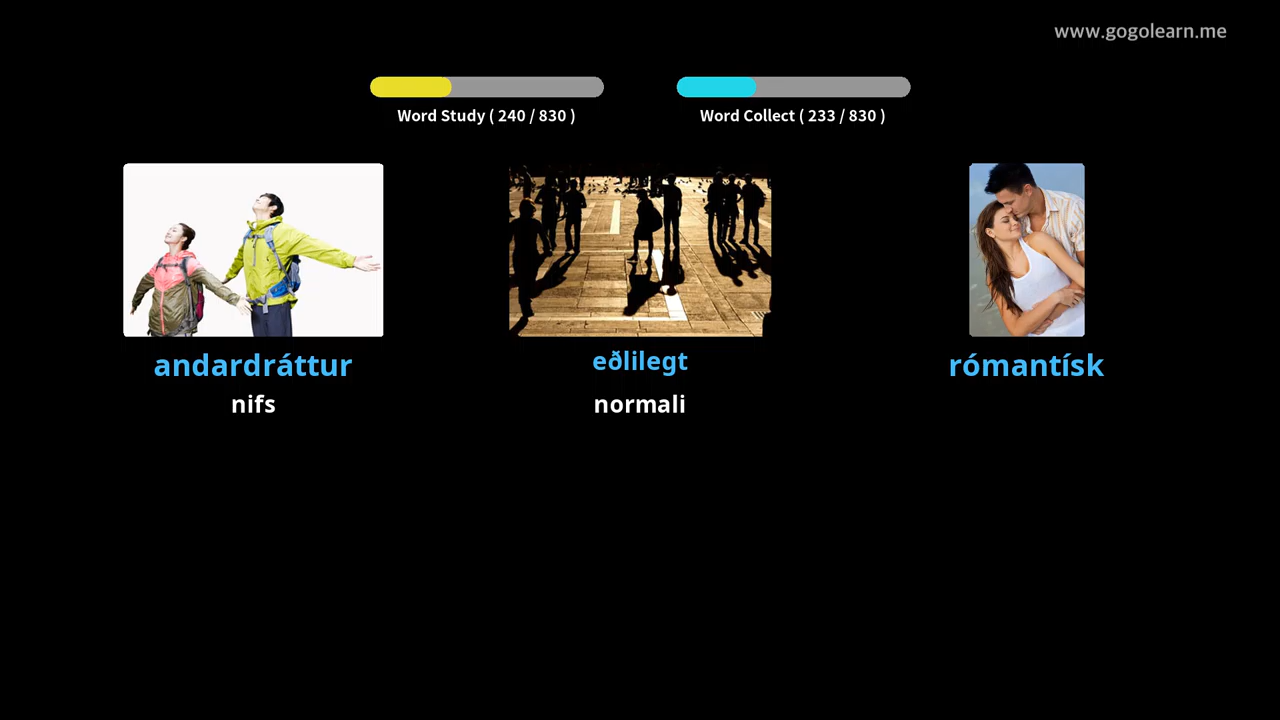 www.gogolearn.me
Word Study ( 240 / 830 )
Word Collect ( 233 / 830 )
andardráttur
nifs
eðlilegt
normali
rómantísk